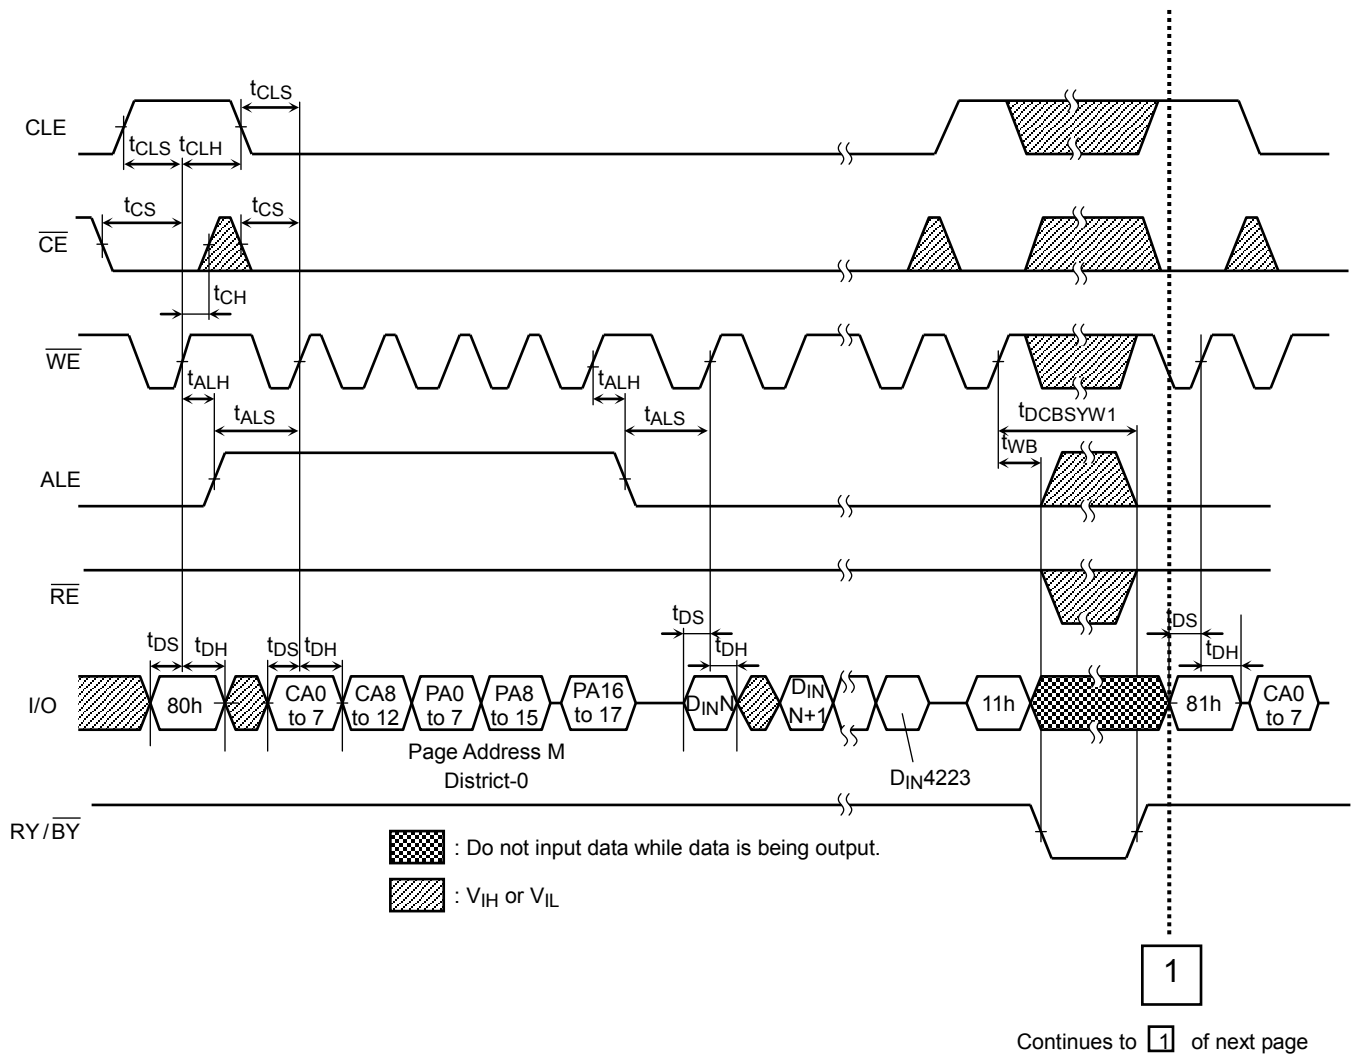 tCLS
CLE
tCLS tCLH
tCS tCS
CE
tCH
WE
tALH tALH
tALS tALS
tDCBSYW1
tWB
ALE
RE
tDS tDH tDS tDH tDS tDH tDS tDH
I/O
80h
CA0 to 7
CA8 to 12
PA0 to 7
PA8 to 15
PA16 to 17
DINN
DIN N+1
11h
81h
CA0 to 7
Page Address M
District-0
DIN4223
RY/BY
: Do not input data while data is being output.
: VIH or VIL
1
Continues to 1 of next page